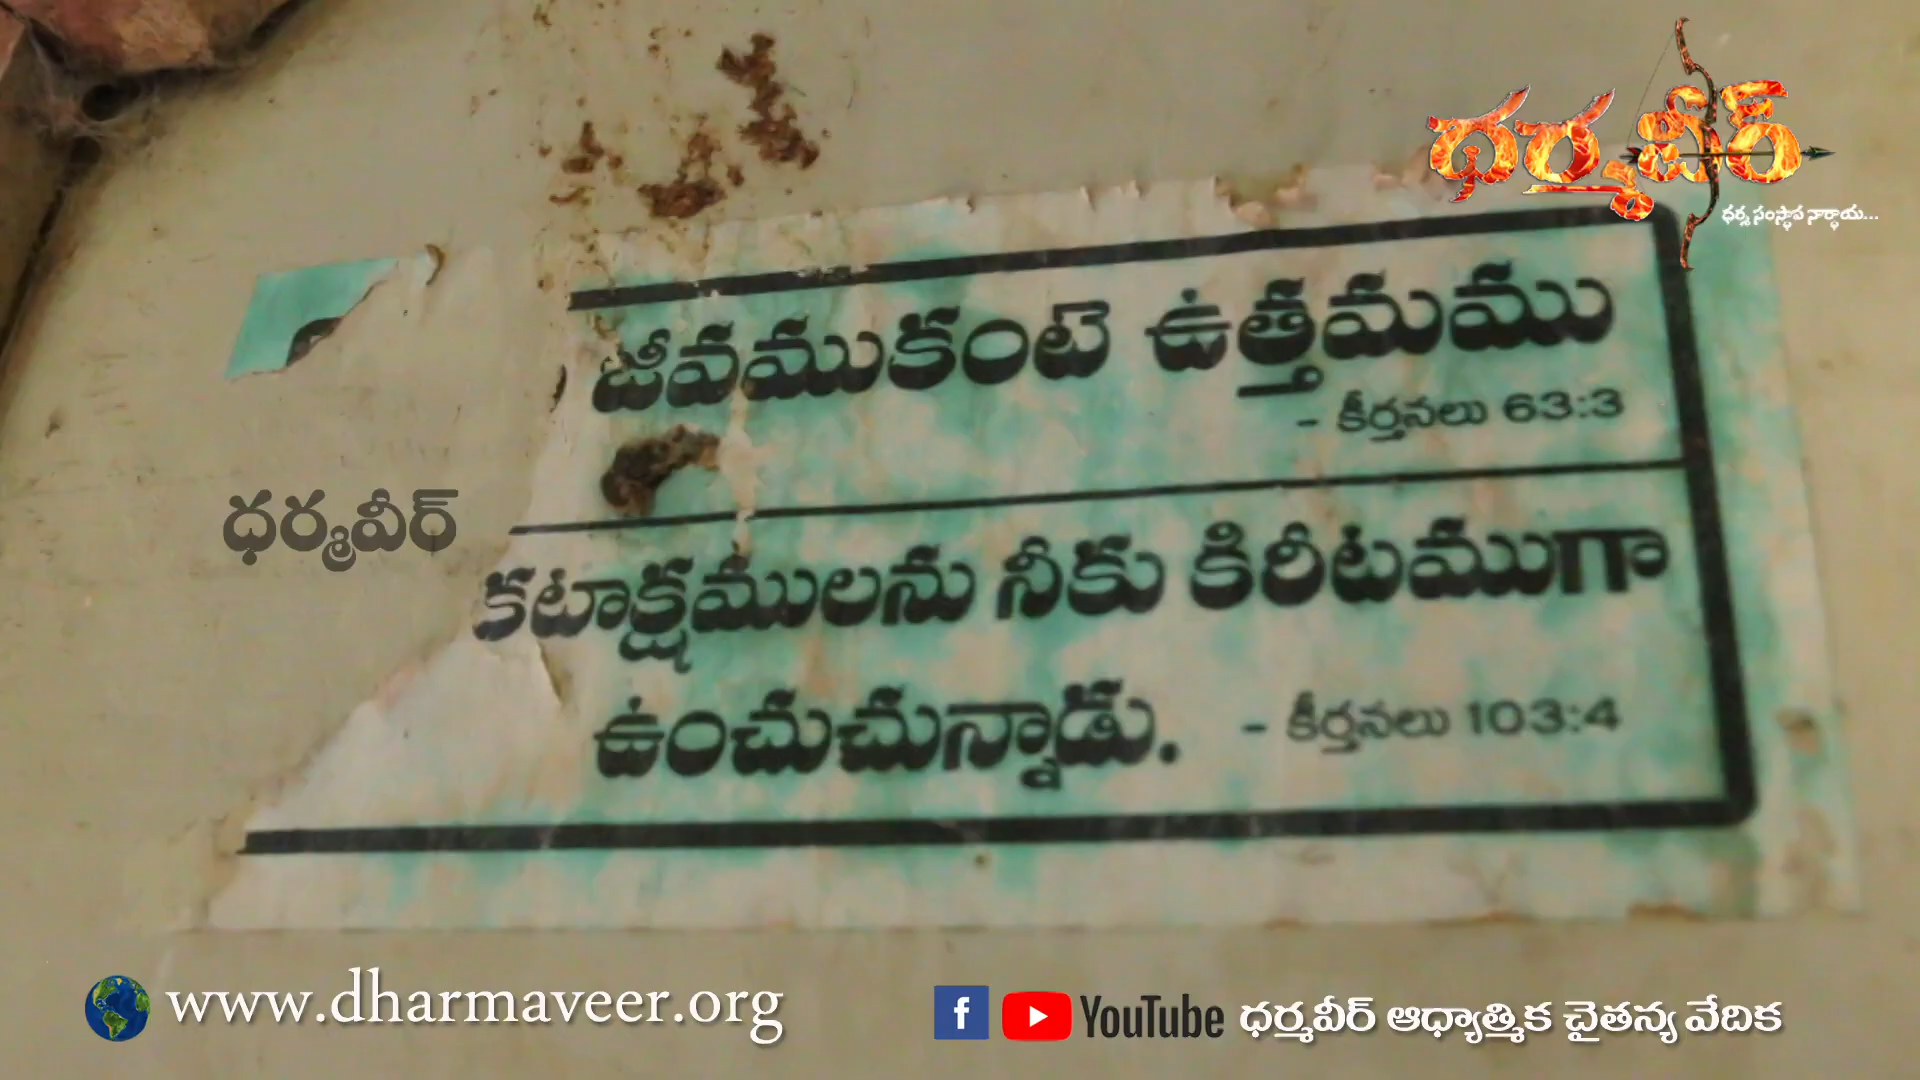 ధర్మవీర్
ధర్మ సంస్థాప నార్థాయ...
జీవముకంటె ఉత్తమము
- కీర్తనలు 63:3
ధర్మవీర్
కటాక్షములను నీకు కిరీటముగా
ఉంచుచున్నాడు. - కీర్తనలు 103:4
www.dharmaveer.org
f YouTube ధర్మవీర్ ఆధ్యాత్మిక చైతన్య వేదిక